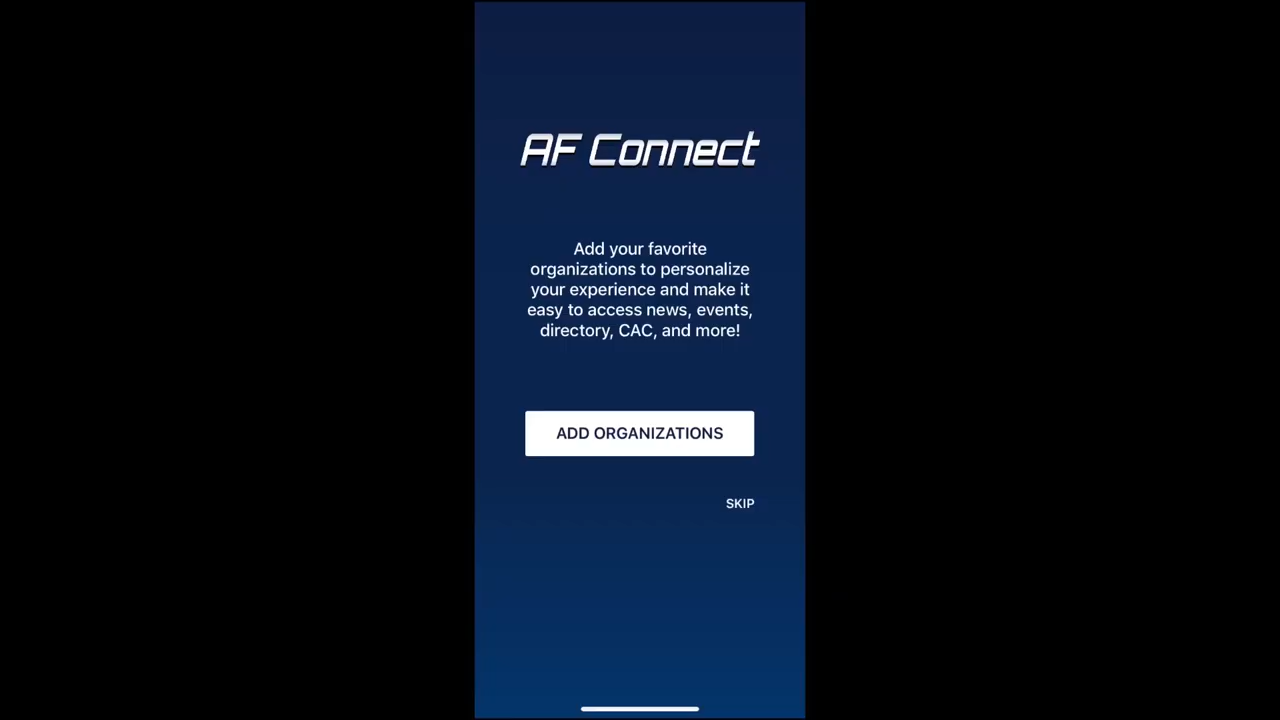 AF Connect
Add your favorite
organizations to personalize
your experience and make it
easy to access news, events,
directory, CAC, and more!
ADD ORGANIZATIONS
SKIP